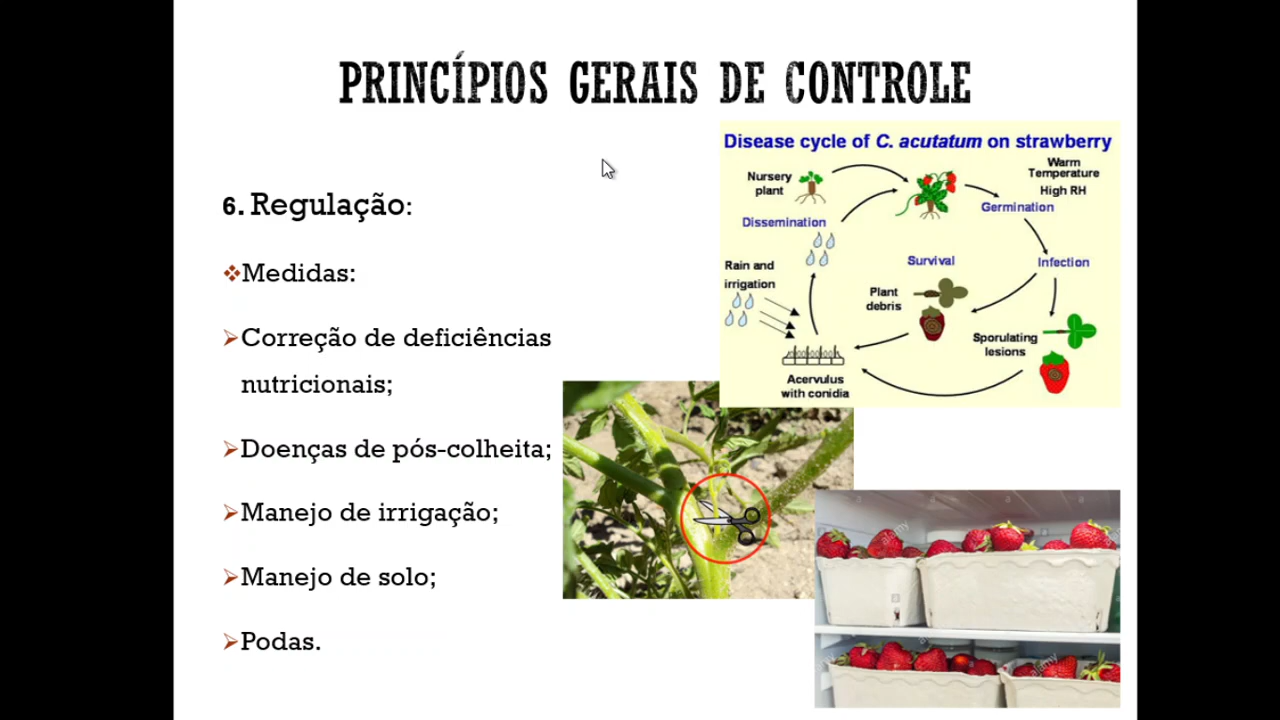 PRINCÍPIOS GERAIS DE CONTROLE
6. Regulação:
Medidas:
Correção de deficiências
nutricionais;
Doenças de pós-colheita;
Manejo de irrigação;
Manejo de solo;
Podas.
Disease cycle of C. acutatum on strawberry
Nursery
plant
Warm
Temperature
High RH
Germination
Dissemination
Infection
Survival
Rain and
irrigation
Plant
debris
Sporulating
lesions
Acervulus
with conidia
alamy
alamy